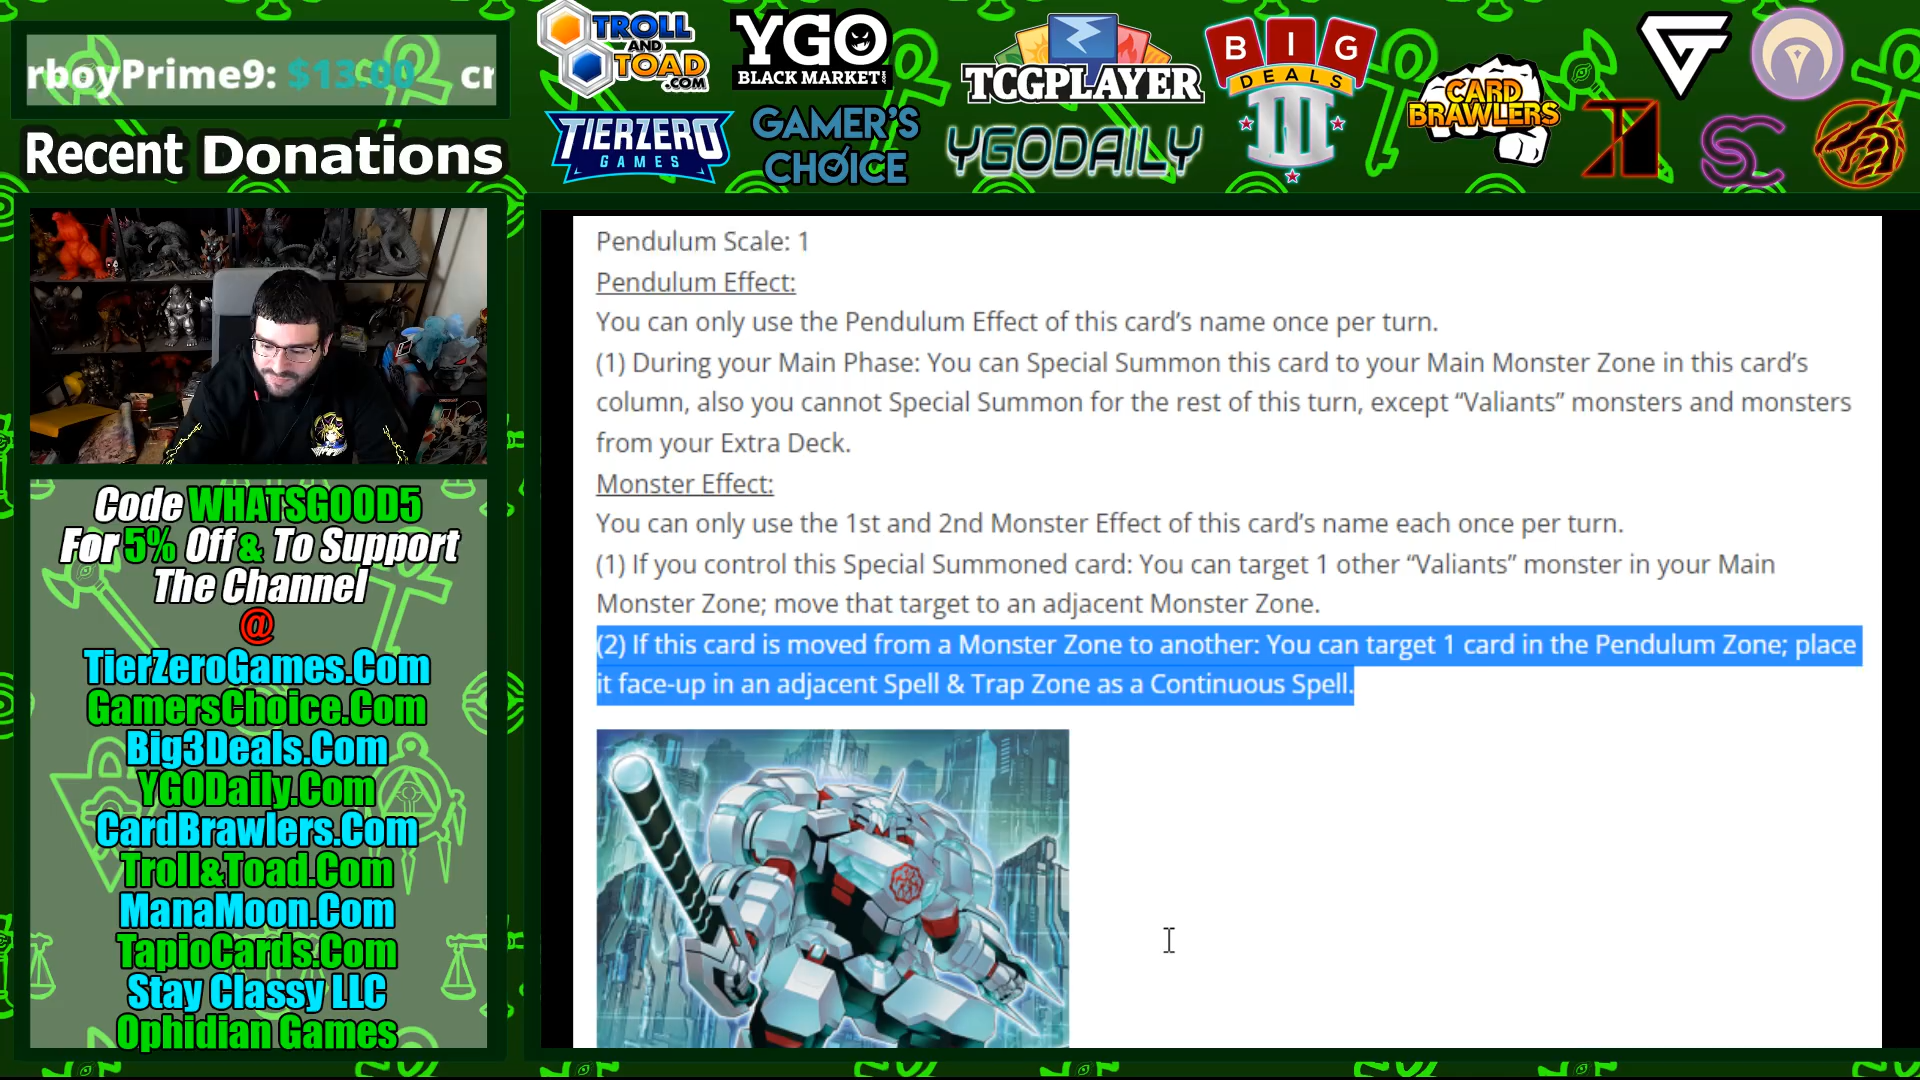 rboyPrime9: $13.00 cr
Recent Donations
TROLL
AND
TOAD
.COM
YGO
BLACK MARKET!
TCGPLAYER
BIG
DEALS
III
CARD
BRAWLERS
TIERZERO
GAMES
GAMER'S
CHOICE
YGODAILY
SC
Code WHATSGOOD5
For 5% Off & To Support
The Channel
@
TierZeroGames.Com
GamersChoice.Com
Big3Deals.Com
YGODaily.Com
CardBrawlers.Com
Troll&Toad.Com
ManaMoon.Com
TapioCards.Com
Stay Classy LLC
Ophidian Games
Pendulum Scale: 1
Pendulum Effect:
You can only use the Pendulum Effect of this card’s name once per turn.
(1) During your Main Phase: You can Special Summon this card to your Main Monster Zone in this card’s
column, also you cannot Special Summon for the rest of this turn, except “Valiants” monsters and monsters
from your Extra Deck.
Monster Effect:
You can only use the 1st and 2nd Monster Effect of this card’s name each once per turn.
(1) If you control this Special Summoned card: You can target 1 other “Valiants” monster in your Main
Monster Zone; move that target to an adjacent Monster Zone.
(2) If this card is moved from a Monster Zone to another: You can target 1 card in the Pendulum Zone; place
it face-up in an adjacent Spell & Trap Zone as a Continuous Spell.